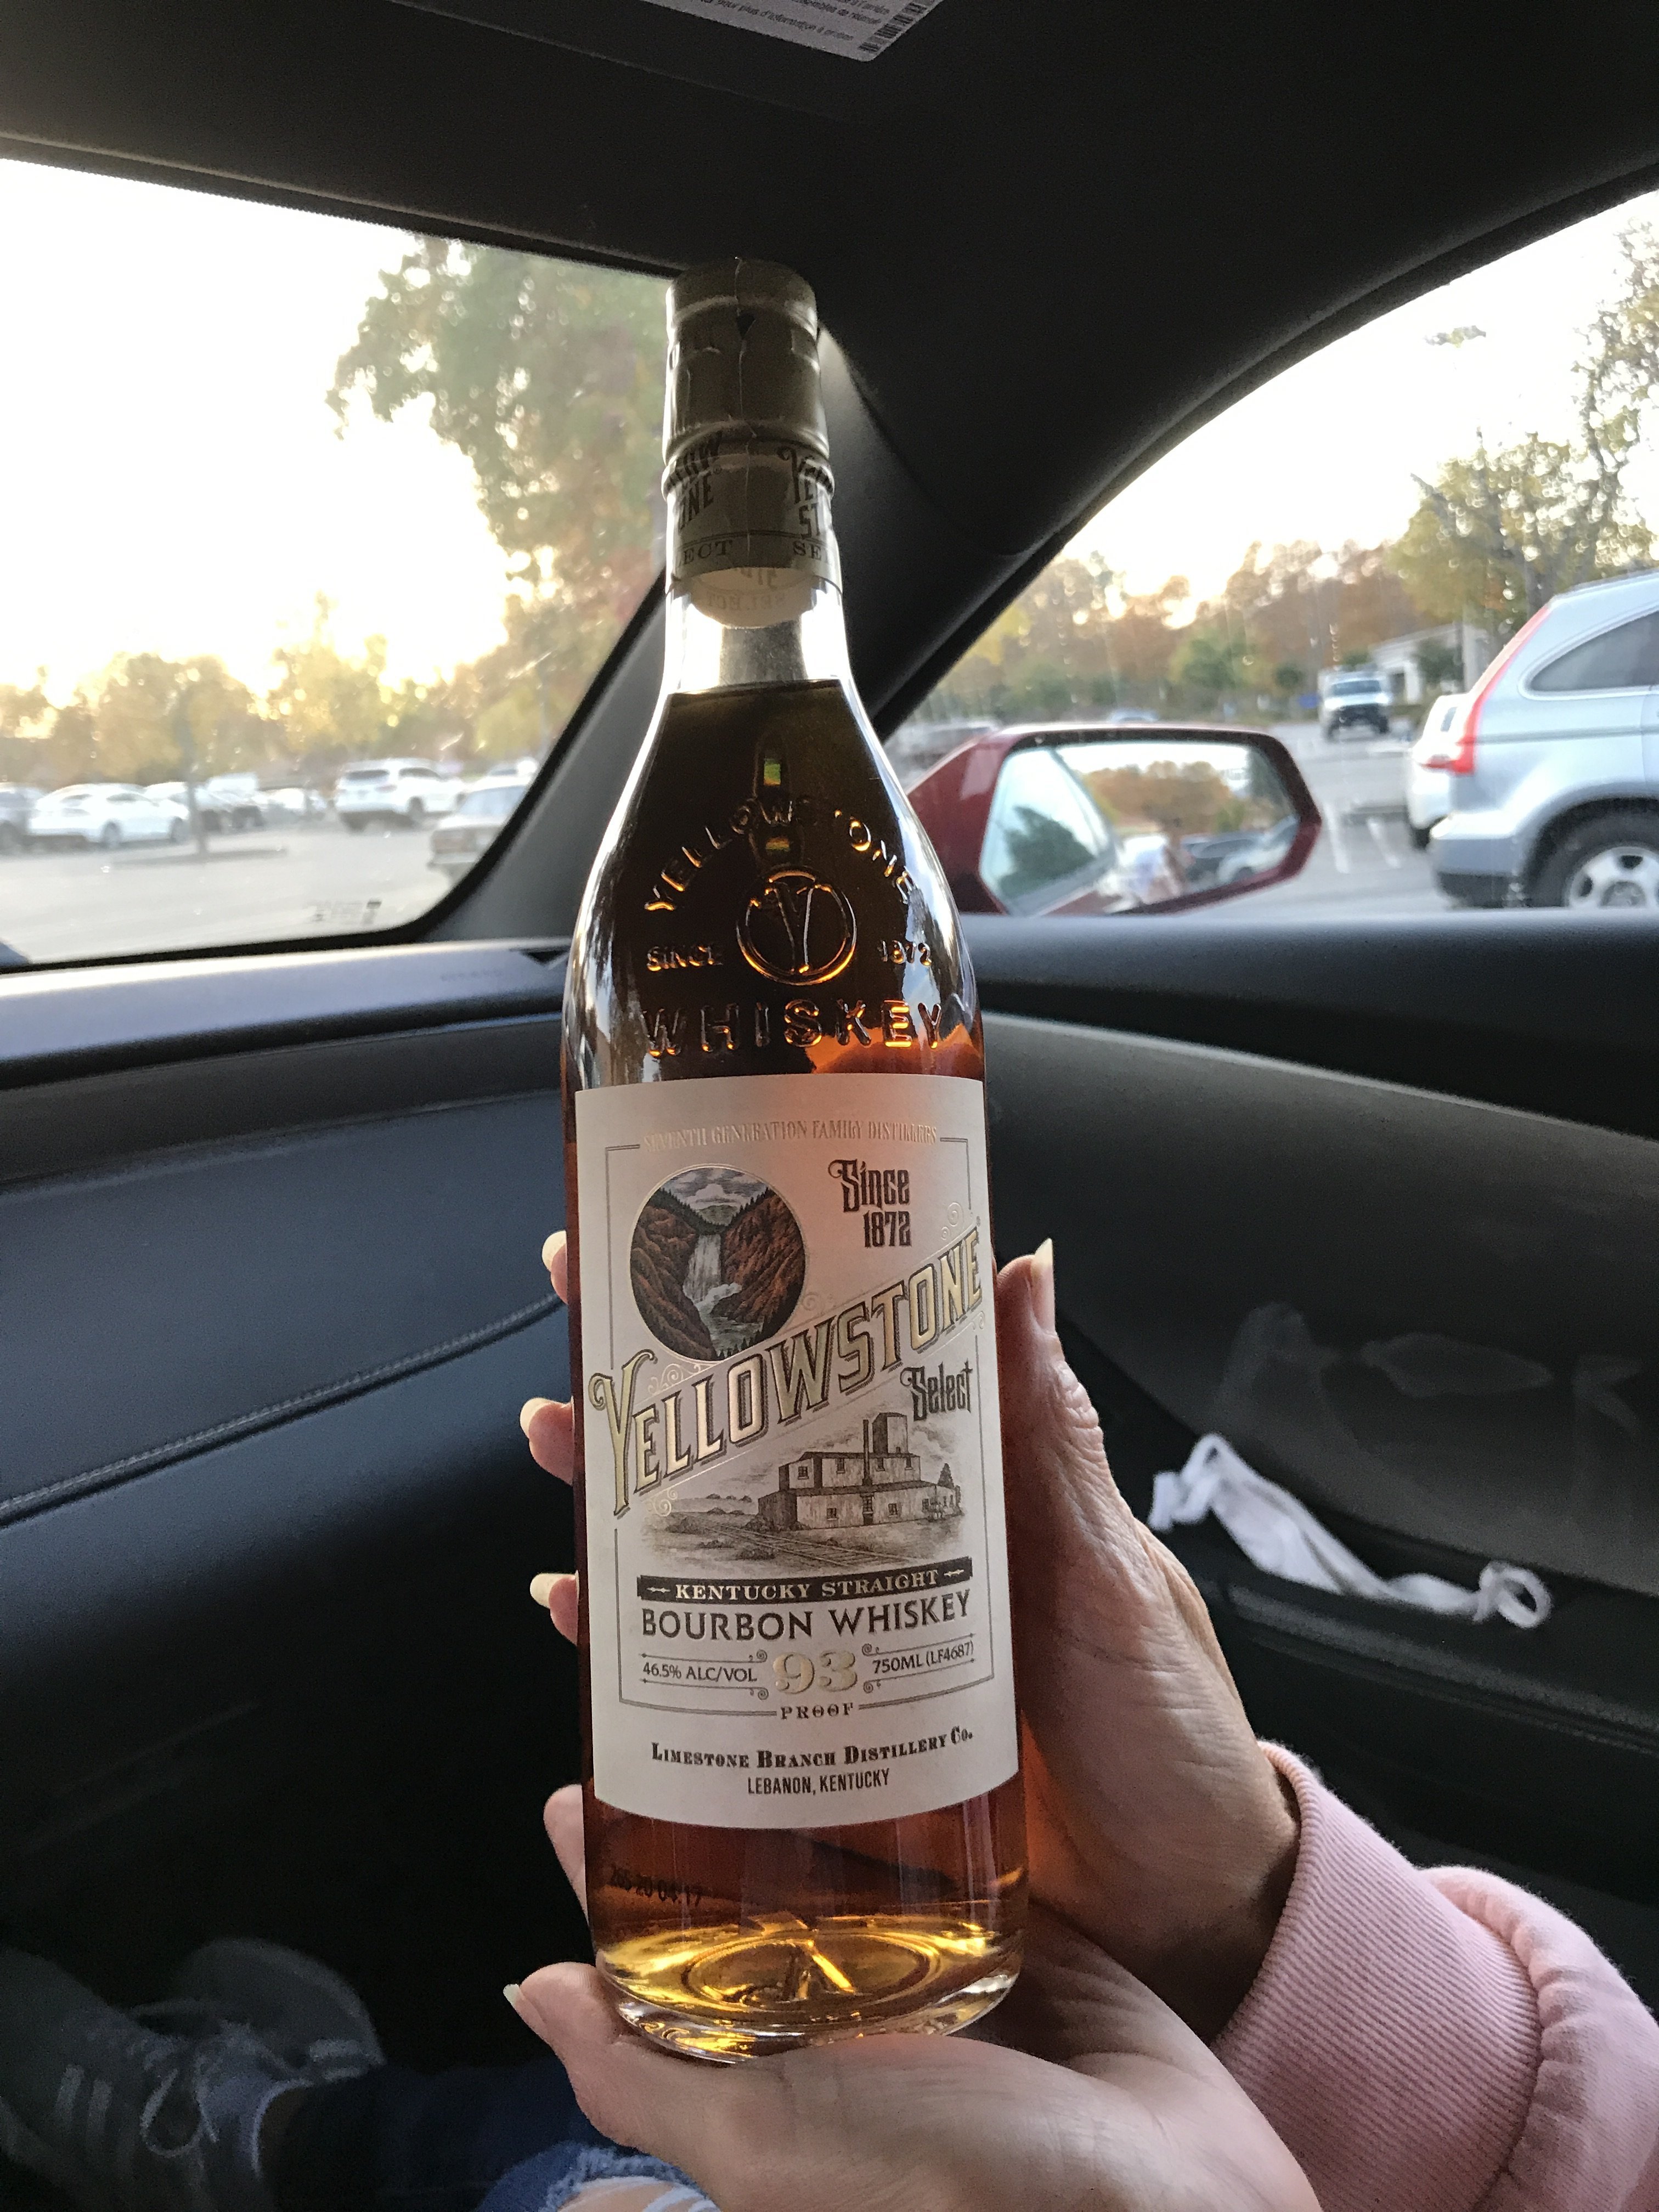 YELLOWSTONE
SINCE 1872
WHISKEY
SEVENTH GENERATION FAMILY DISTILLERS
Since
1872
YELLOWSTONE
Select
KENTUCKY STRAIGHT
BOURBON WHISKEY
46.5% ALC/VOL 93 750ML (LF4687)
PROOF
LIMESTONE BRANCH DISTILLERY CO.
LEBANON, KENTUCKY